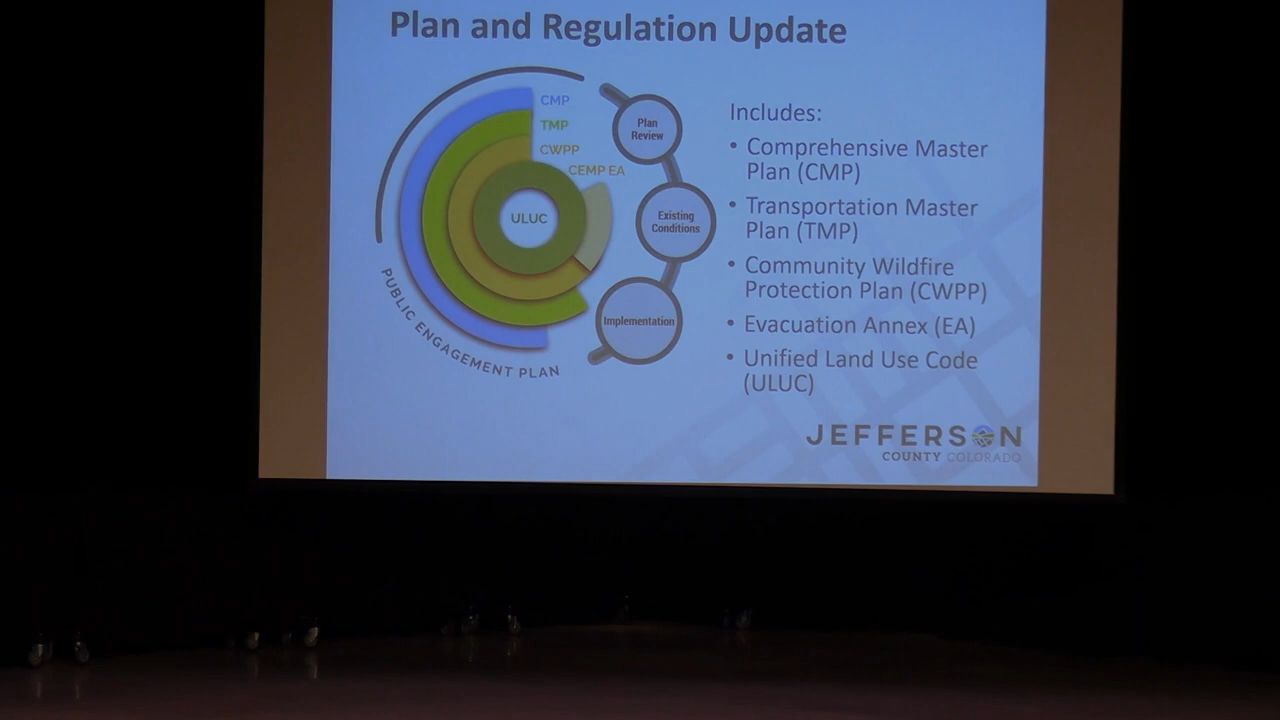 Plan and Regulation Update
CMP
TMP
CWPP
CEMP EA
ULUC
PUBLIC ENGAGEMENT PLAN
Plan
Review
Existing
Conditions
Implementation
Includes:
• Comprehensive Master
Plan (CMP)
• Transportation Master
Plan (TMP)
• Community Wildfire
Protection Plan (CWPP)
• Evacuation Annex (EA)
• Unified Land Use Code
(ULUC)
JEFFERSON
COUNTY COLORADO